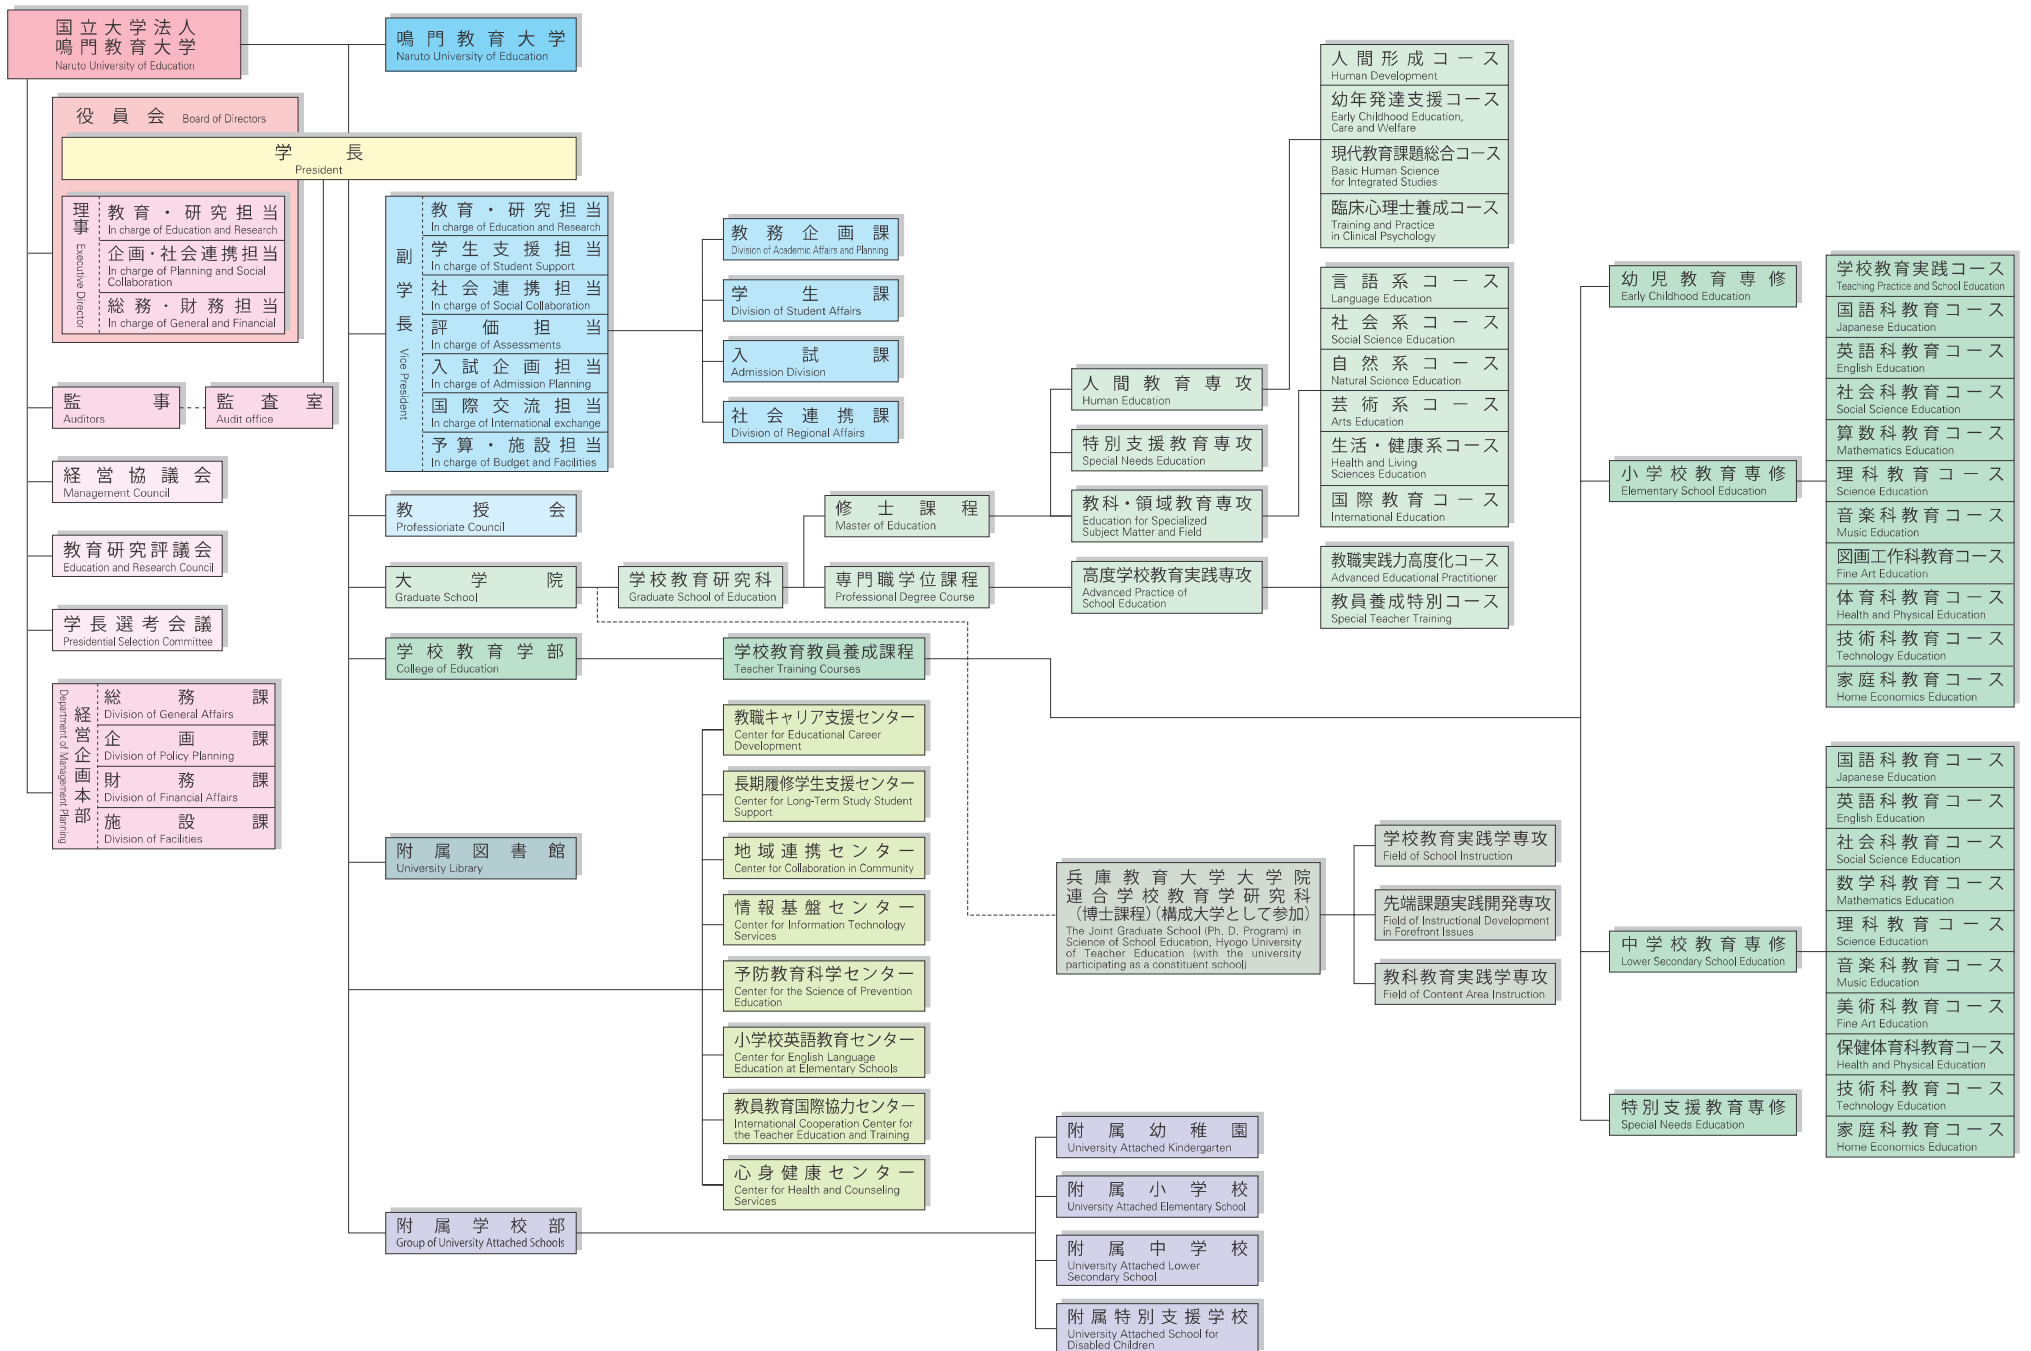 国立大学法人
鳴門教育大学
Naruto University of Education
鳴門教育大学
Naruto University of Education
役員会 Board of Directors
学長
President
理事 Executive Director
教育・研究担当
In charge of Education and Research
企画・社会連携担当
In charge of Planning and Social
Collaboration
総務・財務担当
In charge of General and Financial
監事
Auditors
監査室
Audit office
経営協議会
Management Council
教育研究評議会
Education and Research Council
学長選考会議
Presidential Selection Committee
経営企画本部
Department of Management Planning
総務課
Division of General Affairs
企画課
Division of Policy Planning
財務課
Division of Financial Affairs
施設課
Division of Facilities
副学長 Vice President
教育・研究担当
In charge of Education and Research
学生支援担当
In charge of Student Support
社会連携担当
In charge of Social Collaboration
評価担当
In charge of Assessments
入試企画担当
In charge of Admission Planning
国際交流担当
In charge of International exchange
予算・施設担当
In charge of Budget and Facilities
教務企画課
Division of Academic Affairs and Planning
学生課
Division of Student Affairs
入試課
Admission Division
社会連携課
Division of Regional Affairs
教授会
Professioriate Council
大学院
Graduate School
学校教育研究科
Graduate School of Education
修士課程
Master of Education
専門職学位課程
Professional Degree Course
人間教育専攻
Human Education
特別支援教育専攻
Special Needs Education
教科・領域教育専攻
Education for Specialized
Subject Matter and Field
高度学校教育実践専攻
Advanced Practice of
School Education
人間形成コース
Human Development
幼年発達支援コース
Early Childhood Education,
Care and Welfare
現代教育課題総合コース
Basic Human Science
for Integrated Studies
臨床心理士養成コース
Training and Practice
in Clinical Psychology
言語系コース
Language Education
社会系コース
Social Science Education
自然系コース
Natural Science Education
芸術系コース
Arts Education
生活・健康系コース
Health and Living
Sciences Education
国際教育コース
International Education
教職実践力高度化コース
Advanced Educational Practitioner
教員養成特別コース
Special Teacher Training
学校教育学部
College of Education
学校教育教員養成課程
Teacher Training Courses
幼児教育専修
Early Childhood Education
小学校教育専修
Elementary School Education
学校教育実践コース
Teaching Practice and School Education
国語科教育コース
Japanese Education
英語科教育コース
English Education
社会科教育コース
Social Science Education
算数科教育コース
Mathematics Education
理科教育コース
Science Education
音楽科教育コース
Music Education
図画工作科教育コース
Fine Art Education
体育科教育コース
Health and Physical Education
技術科教育コース
Technology Education
家庭科教育コース
Home Economics Education
中学校教育専修
Lower Secondary School Education
国語科教育コース
Japanese Education
英語科教育コース
English Education
社会科教育コース
Social Science Education
数学科教育コース
Mathematics Education
理科教育コース
Science Education
音楽科教育コース
Music Education
美術科教育コース
Fine Art Education
保健体育科教育コース
Health and Physical Education
技術科教育コース
Technology Education
家庭科教育コース
Home Economics Education
特別支援教育専修
Special Needs Education
附属図書館
University Library
教職キャリア支援センター
Center for Educational Career
Development
長期履修学生支援センター
Center for Long-Term Study Student
Support
地域連携センター
Center for Collaboration in Community
情報基盤センター
Center for Information Technology
Services
予防教育科学センター
Center for the Science of Prevention
Education
小学校英語教育センター
Center for English Language
Education at Elementary Schools
教員教育国際協力センター
International Cooperation Center for
the Teacher Education and Training
心身健康センター
Center for Health and Counseling
Services
兵庫教育大学大学院
連合学校教育学研究科
(博士課程)(構成大学として参加)
The Joint Graduate School (Ph. D. Program) in
Science of School Education, Hyogo University
of Teacher Education (with the university
participating as a constituent school)
学校教育実践学専攻
Field of School Instruction
先端課題実践開発専攻
Field of Instructional Development
in Forefront Issues
教科教育実践学専攻
Field of Content Area Instruction
附属学校部
Group of University Attached Schools
附属幼稚園
University Attached Kindergarten
附属小学校
University Attached Elementary School
附属中学校
University Attached Lower
Secondary School
附属特別支援学校
University Attached School for
Disabled Children